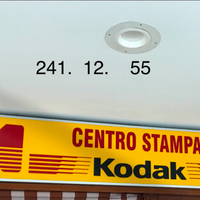 241. 12. 55
CENTRO STAMPA
Kodak